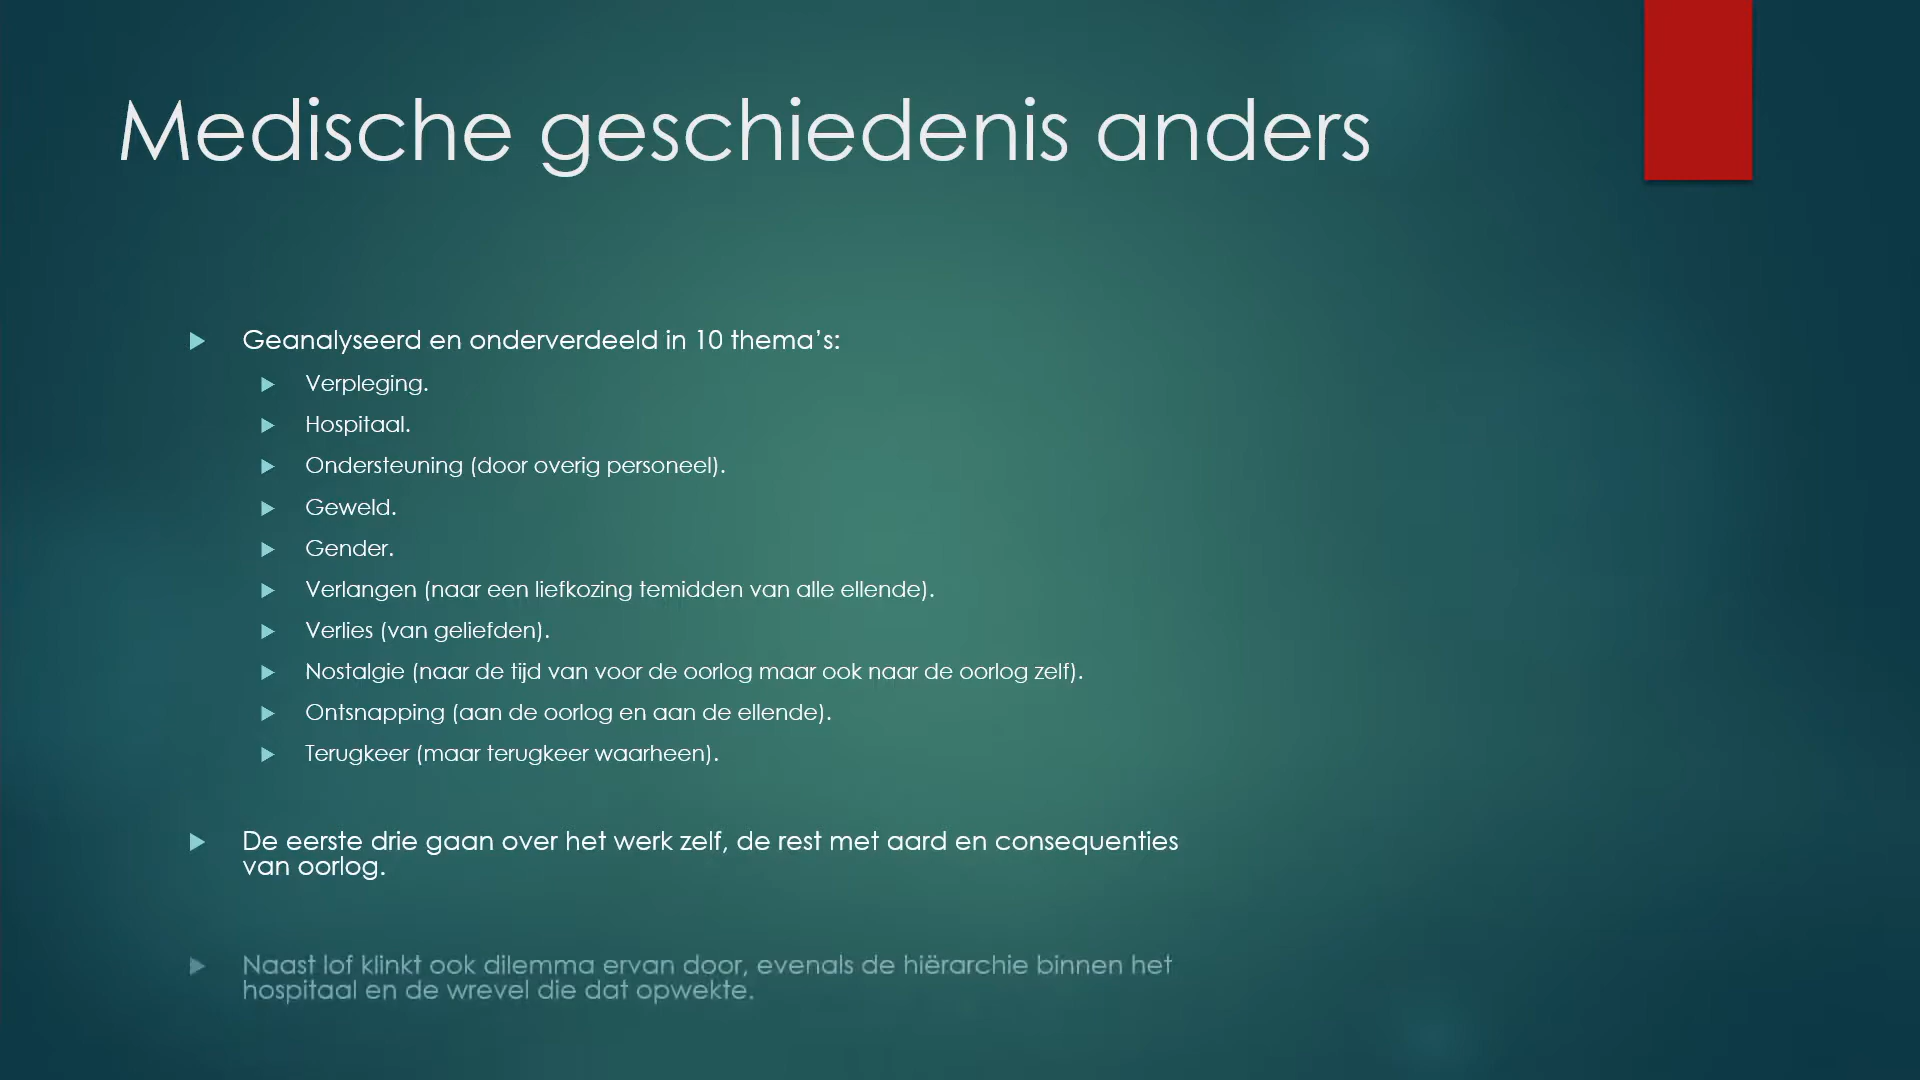 Medische geschiedenis anders
Geanalyseerd en onderverdeeld in 10 thema’s:
Verpleging.
Hospitaal.
Ondersteuning (door overig personeel).
Geweld.
Gender.
Verlangen (naar een liefkozing temidden van alle ellende).
Verlies (van geliefden).
Nostalgie (naar de tijd van voor de oorlog maar ook naar de oorlog zelf).
Ontsnapping (aan de oorlog en aan de ellende).
Terugkeer (maar terugkeer waarheen).
De eerste drie gaan over het werk zelf, de rest met aard en consequenties
van oorlog.
Naast lof klinkt ook dilemma ervan door, evenals de hiërarchie binnen het
hospitaal en de wrevel die dat opwekte.